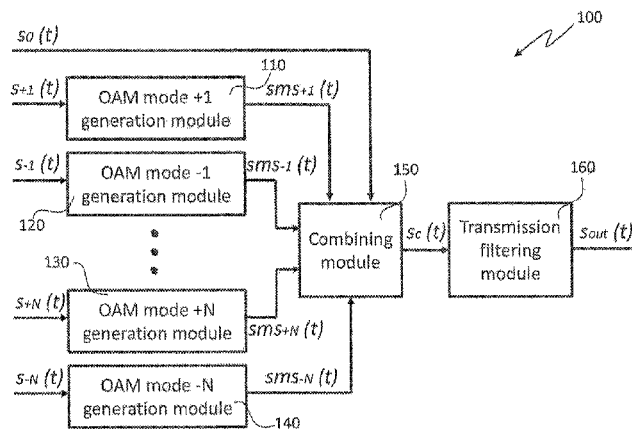 100
s0 (t)
110
s+1 (t)
OAM mode +1
generation module
sms+1 (t)
s-1 (t)
OAM mode -1
generation module
sms-1 (t)
120
150
Combining
module
sc (t)
160
Transmission
filtering
module
sout (t)
130
s+N (t)
OAM mode +N
generation module
sms+N (t)
s-N (t)
OAM mode -N
generation module
sms-N (t)
140